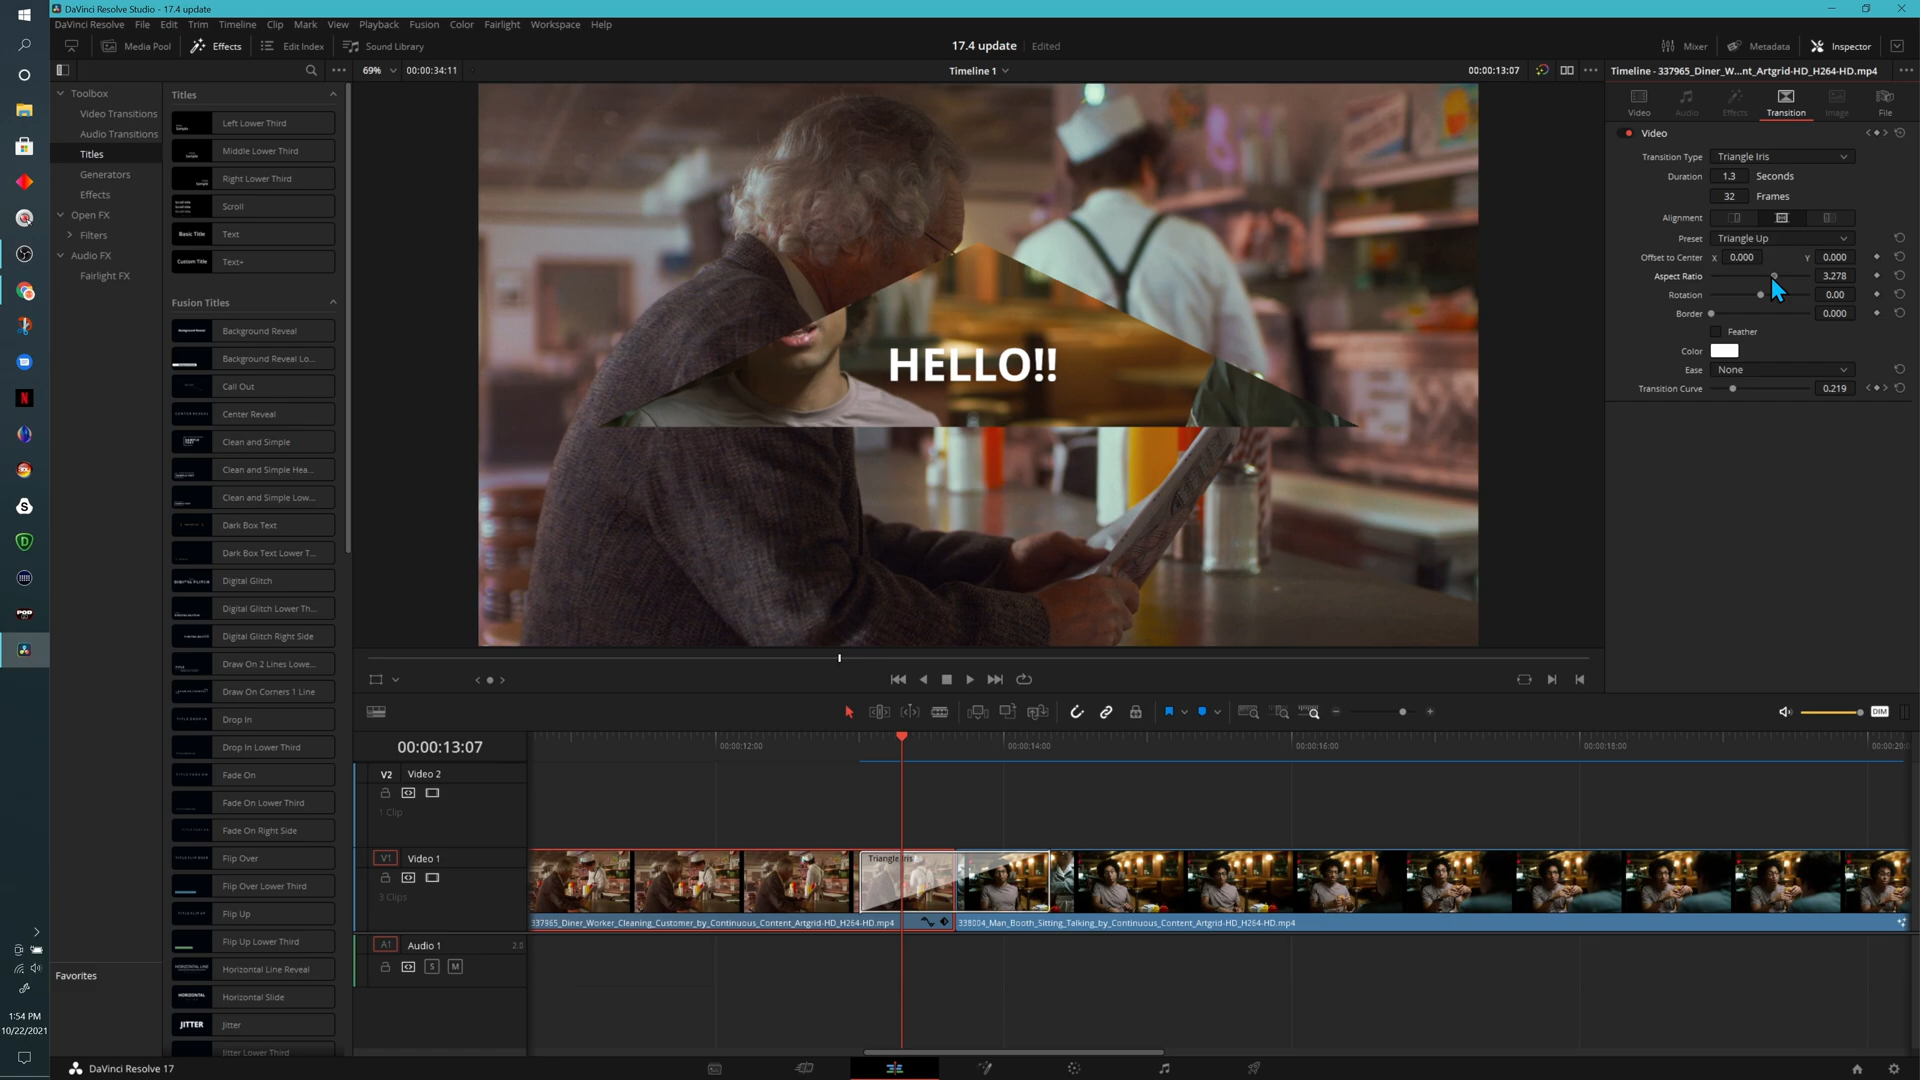 DaVinci Resolve Studio - 17.4 update
DaVinci Resolve File Edit Trim Timeline Clip Mark View Playback Fusion Color Fairlight Workspace Help
Media Pool Effects Edit Index Sound Library 17.4 update Edited Mixer Metadata Inspector
69% 00:00:34:11 Timeline 1 00:00:13:07 Timeline - 337965_Diner_W...nt_Artgrid-HD_H264-HD.mp4
Toolbox
Video Transitions
Audio Transitions
Titles
Generators
Effects
Open FX
Filters
Audio FX
Fairlight FX
Favorites
Titles
Left Lower Third
Middle Lower Third
Right Lower Third
Scroll
Basic Title Text
Custom Title Text+
Fusion Titles
Background Reveal
Background Reveal Lo...
Call Out
Center Reveal
Clean and Simple
Clean and Simple Hea...
Clean and Simple Low...
Dark Box Text
Dark Box Text Lower T...
Digital Glitch
Digital Glitch Lower Th...
Digital Glitch Right Side
Draw On 2 Lines Lowe...
Draw On Corners 1 Line
Drop In
Drop In Lower Third
Fade On
Fade On Lower Third
Fade On Right Side
Flip Over
Flip Over Lower Third
Flip Up
Flip Up Lower Third
Horizontal Line Reveal
HORIZONTAL Horizontal Slide
JITTER Jitter
Jitter Lower Third
HELLO!!
Video Audio Effects Transition Image File
Video
Transition Type Triangle Iris
Duration 1.3 Seconds
32 Frames
Alignment
Preset Triangle Up
Offset to Center X 0.000 Y 0.000
Aspect Ratio 3.278
Rotation 0.00
Border 0.000
Feather
Color
Ease None
Transition Curve 0.219
DIM
00:00:13:07 00:00:12:00 00:00:14:00 00:00:16:00 00:00:18:00 00:00:20:0
V2 Video 2
1 Clip
V1 Video 1
3 Clips
Triangle Iris
337965_Diner_Worker_Cleaning_Customer_by_Continuous_Content_Artgrid-HD_H264-HD.mp4 338004_Man_Booth_Sitting_Talking_by_Continuous_Content_Artgrid-HD_H264-HD.mp4
A1 Audio 1 2.0
S M
1:54 PM
10/22/2021
DaVinci Resolve 17